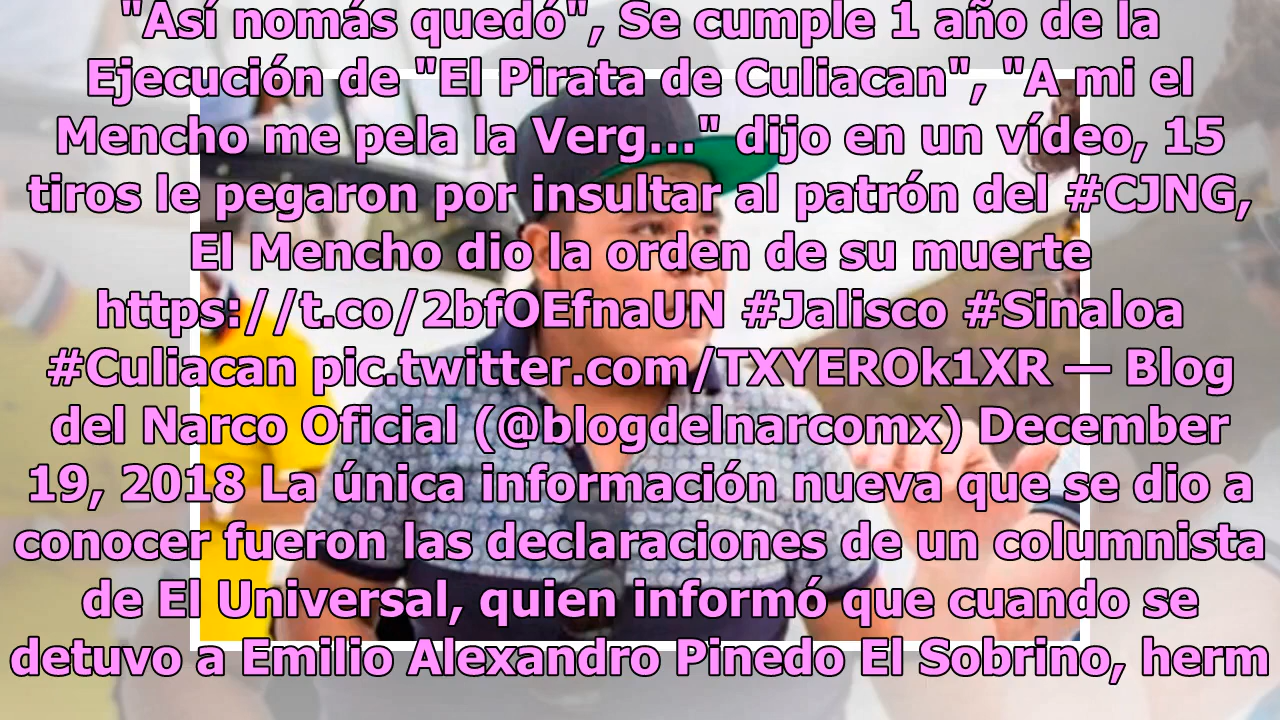 "Así nomás quedó", Se cumple 1 año de la
Ejecución de "El Pirata de Culiacan", "A mi el
Mencho me pela la Verg..." dijo en un vídeo, 15
tiros le pegaron por insultar al patrón del #CJNG,
El Mencho dio la orden de su muerte
https://t.co/2bfOEfnaUN #Jalisco #Sinaloa
#Culiacan pic.twitter.com/TXYEROk1XR — Blog
del Narco Oficial (@blogdelnarcomx) December
19, 2018 La única información nueva que se dio a
conocer fueron las declaraciones de un columnista
de El Universal, quien informó que cuando se
detuvo a Emilio Alexandro Pinedo El Sobrino, herm